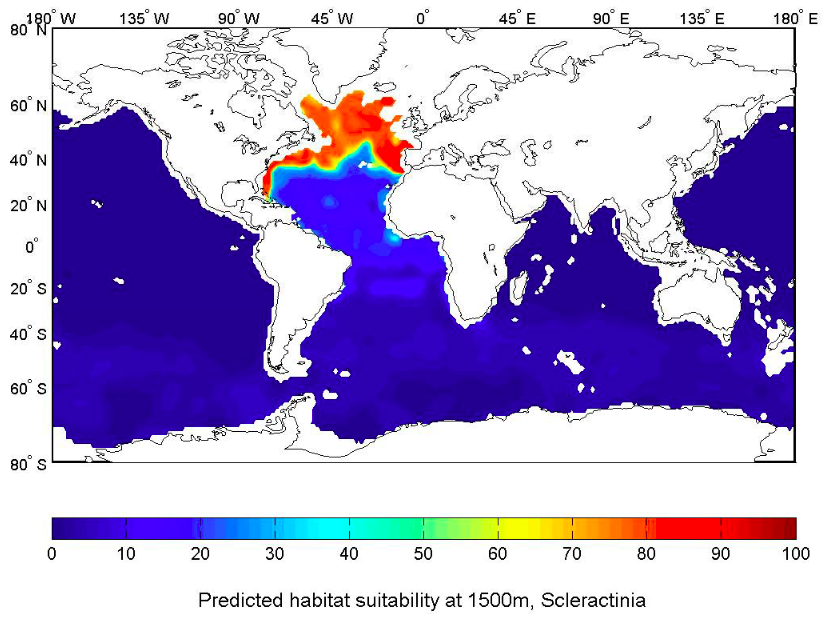 180° W 135° W 90° W 45° W 0° 45° E 90° E 135° E 180° E
80° N
60° N
40° N
20° N
0°
20° S
40° S
60° S
80° S
0 10 20 30 40 50 60 70 80 90 100
Predicted habitat suitability at 1500m, Scleractinia